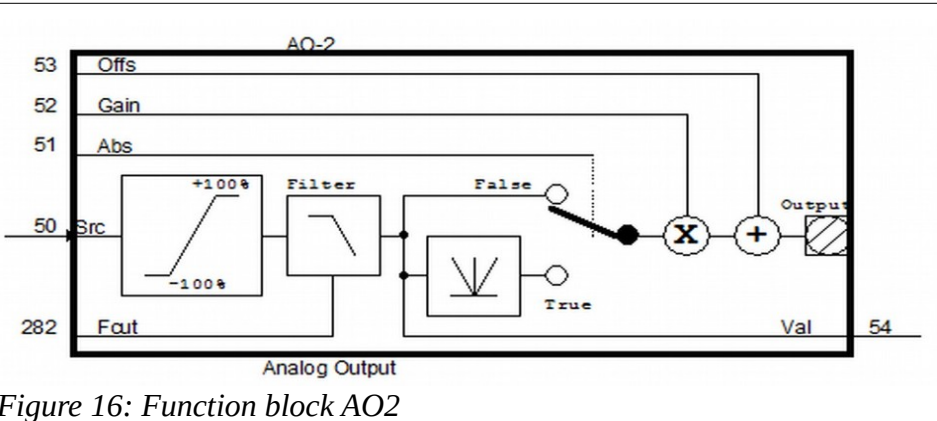 AO-2
53 Offs
52 Gain
51 Abs
+100% Filter False
Output
50 Src X +
-100% True
282 Fcut Val 54
Analog Output
Figure 16: Function block AO2